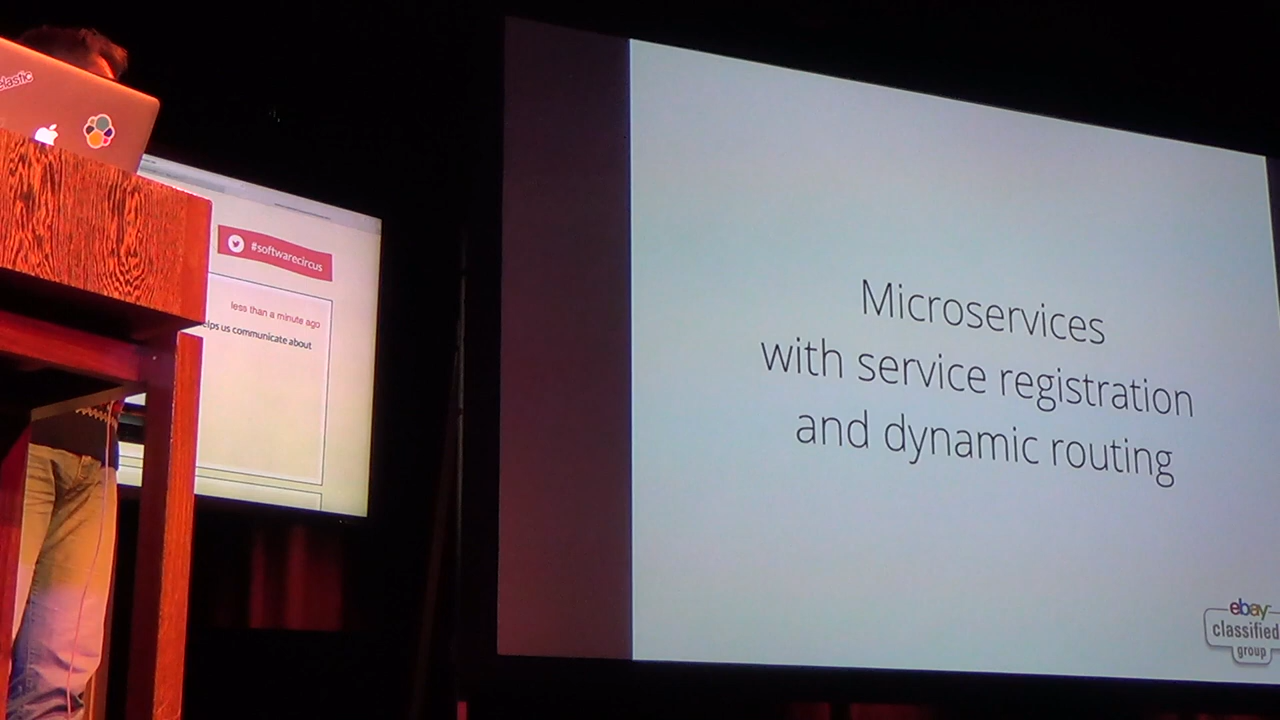 elastic
#softwarecircus
less than a minute ago
elps us communicate about
Microservices
with service registration
and dynamic routing
ebay
classified
group